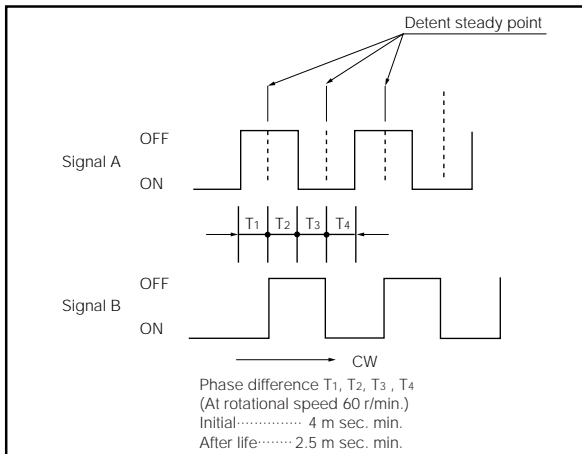 Detent steady point
OFF
Signal A
ON
T1 T2 T3 T4
OFF
Signal B
ON
CW
Phase difference T1, T2, T3 , T4
(At rotational speed 60 r/min.)
Initial··············· 4 m sec. min.
After life········ 2.5 m sec. min.